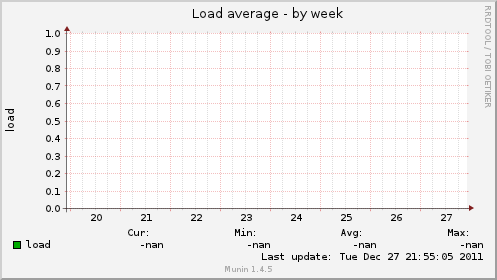 Load average - by week
RRDTOOL / TOBI OETIKER
load
1.0
0.9
0.8
0.7
0.6
0.5
0.4
0.3
0.2
0.1
0.0
20 21 22 23 24 25 26 27
Cur: Min: Avg: Max:
load -nan -nan -nan -nan
Last update: Tue Dec 27 21:55:05 2011
Munin 1.4.5